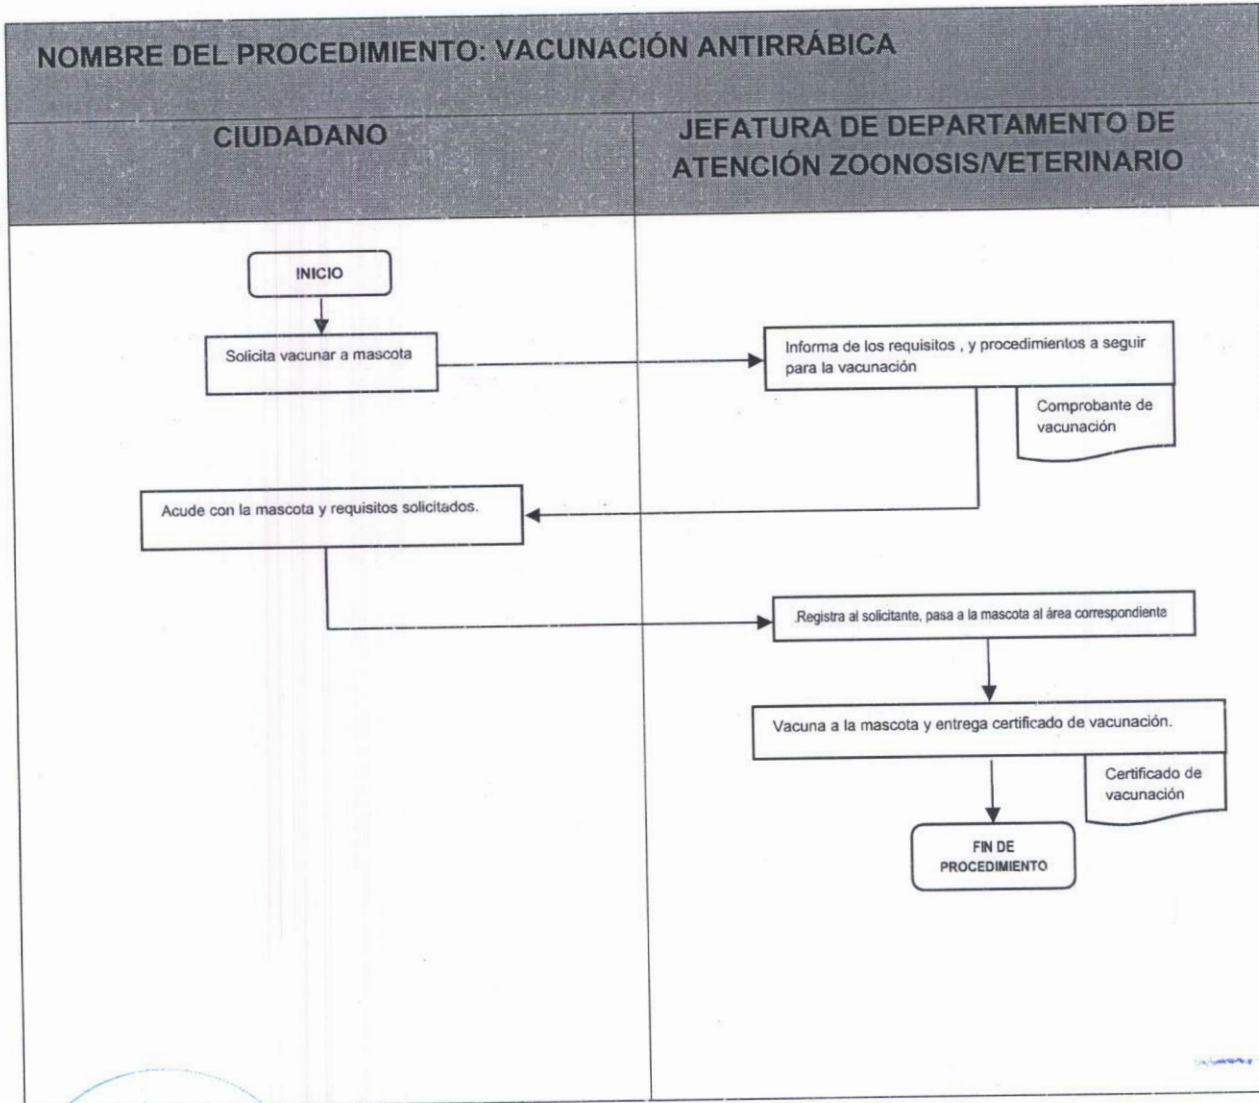 NOMBRE DEL PROCEDIMIENTO: VACUNACIÓN ANTIRRÁBICA
CIUDADANO
JEFATURA DE DEPARTAMENTO DE
ATENCIÓN ZOONOSIS/VETERINARIO
INICIO
Solicita vacunar a mascota
Informa de los requisitos , y procedimientos a seguir
para la vacunación
Comprobante de
vacunación
Acude con la mascota y requisitos solicitados.
.Registra al solicitante, pasa a la mascota al área correspondiente
Vacuna a la mascota y entrega certificado de vacunación.
Certificado de
vacunación
FIN DE
PROCEDIMIENTO